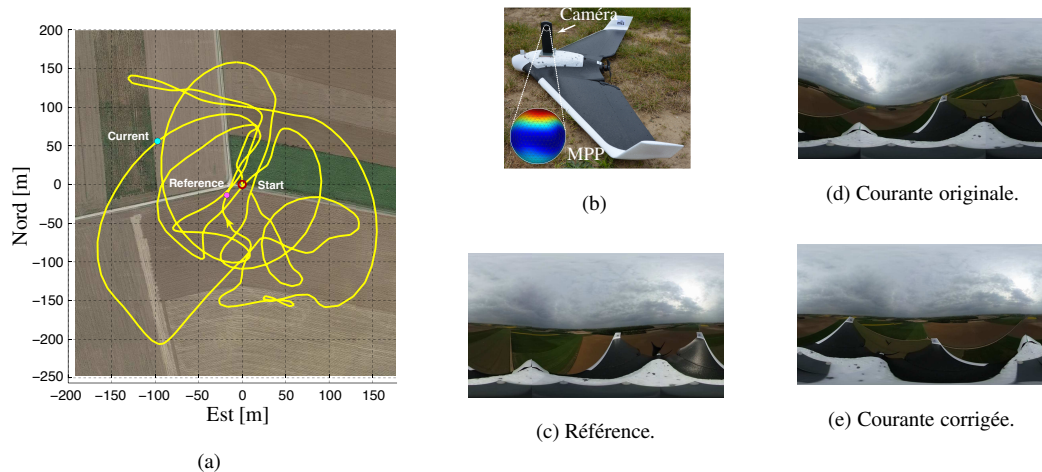 200
150
100
50
0
−50
−100
−150
−200
−250
Nord [m]
Current
Reference
Start
−200 −150 −100 −50 0 50 100 150
Est [m]
(a)
Caméra
MPP
(b)
(c) Référence.
(d) Courante originale.
(e) Courante corrigée.